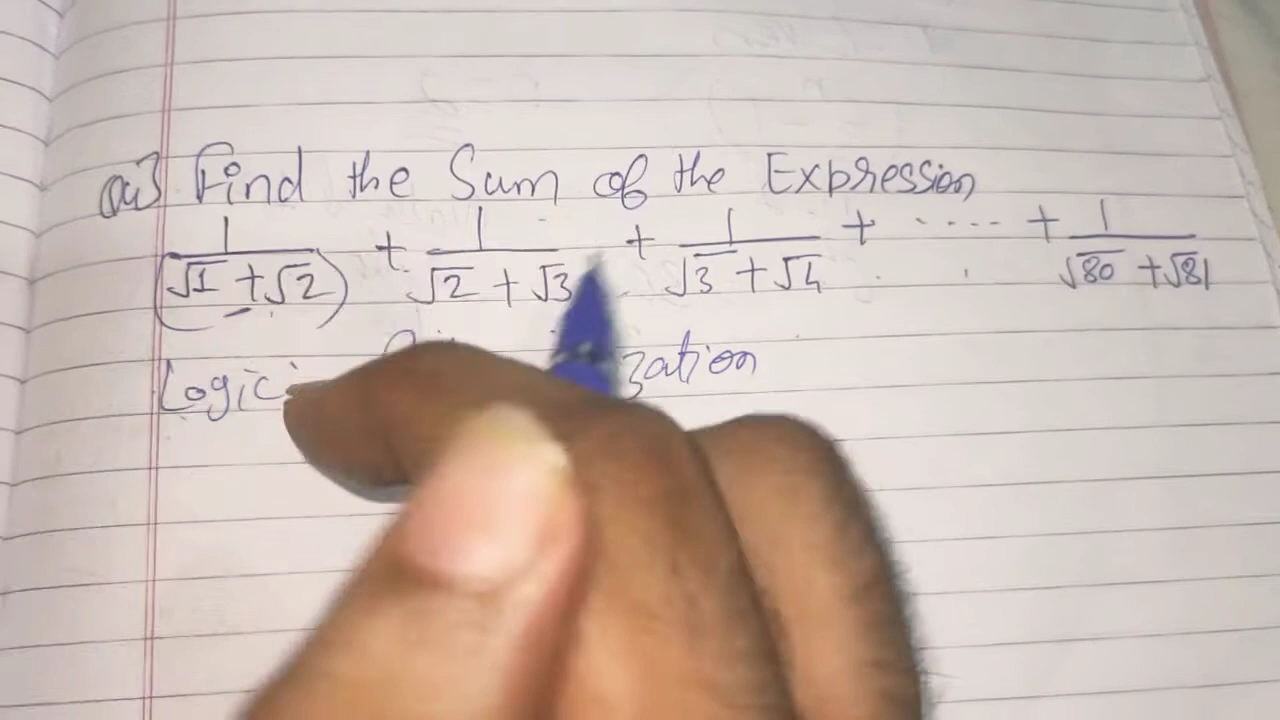 Q3] Find the Sum of the Expression
1/(√1 + √2) + 1/(√2 + √3) + 1/(√3 + √4) + ..... + 1/(√80 + √81)
Logic: